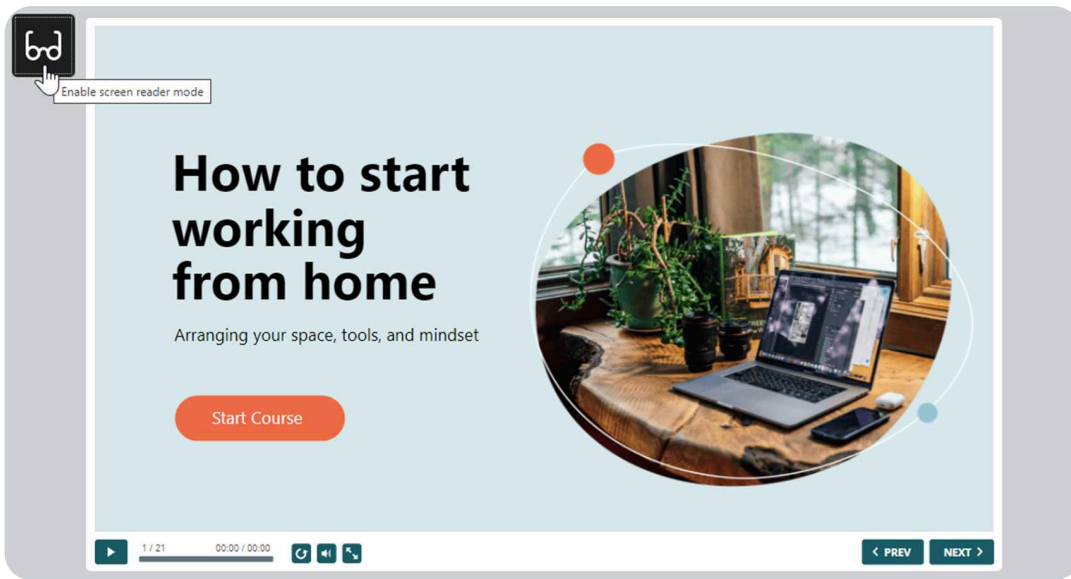 Enable screen reader mode
How to start
working
from home
Arranging your space, tools, and mindset
Start Course
1 / 21
00:00 / 00:00
PREV
NEXT